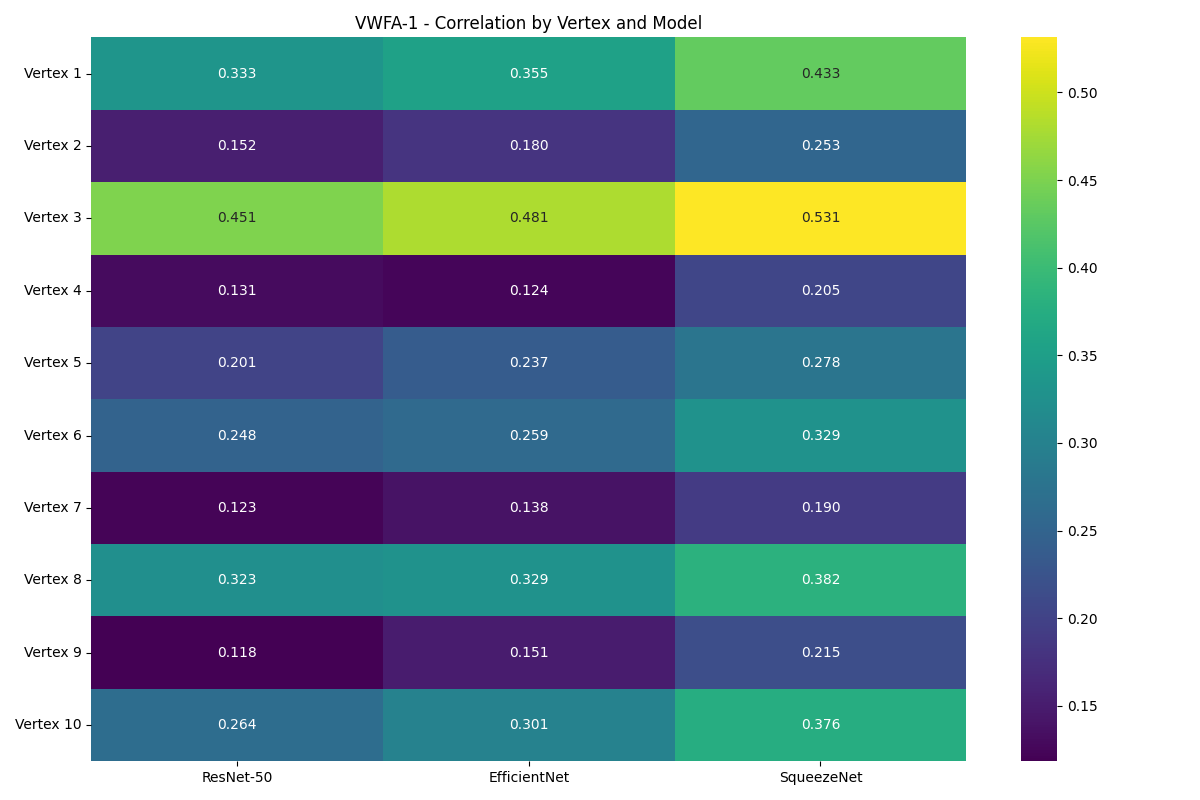 VWFA-1 - Correlation by Vertex and Model
Vertex 1 0.333 0.355 0.433
Vertex 2 0.152 0.180 0.253
Vertex 3 0.451 0.481 0.531
Vertex 4 0.131 0.124 0.205
Vertex 5 0.201 0.237 0.278
Vertex 6 0.248 0.259 0.329
Vertex 7 0.123 0.138 0.190
Vertex 8 0.323 0.329 0.382
Vertex 9 0.118 0.151 0.215
Vertex 10 0.264 0.301 0.376
ResNet-50 EfficientNet SqueezeNet
0.50
0.45
0.40
0.35
0.30
0.25
0.20
0.15